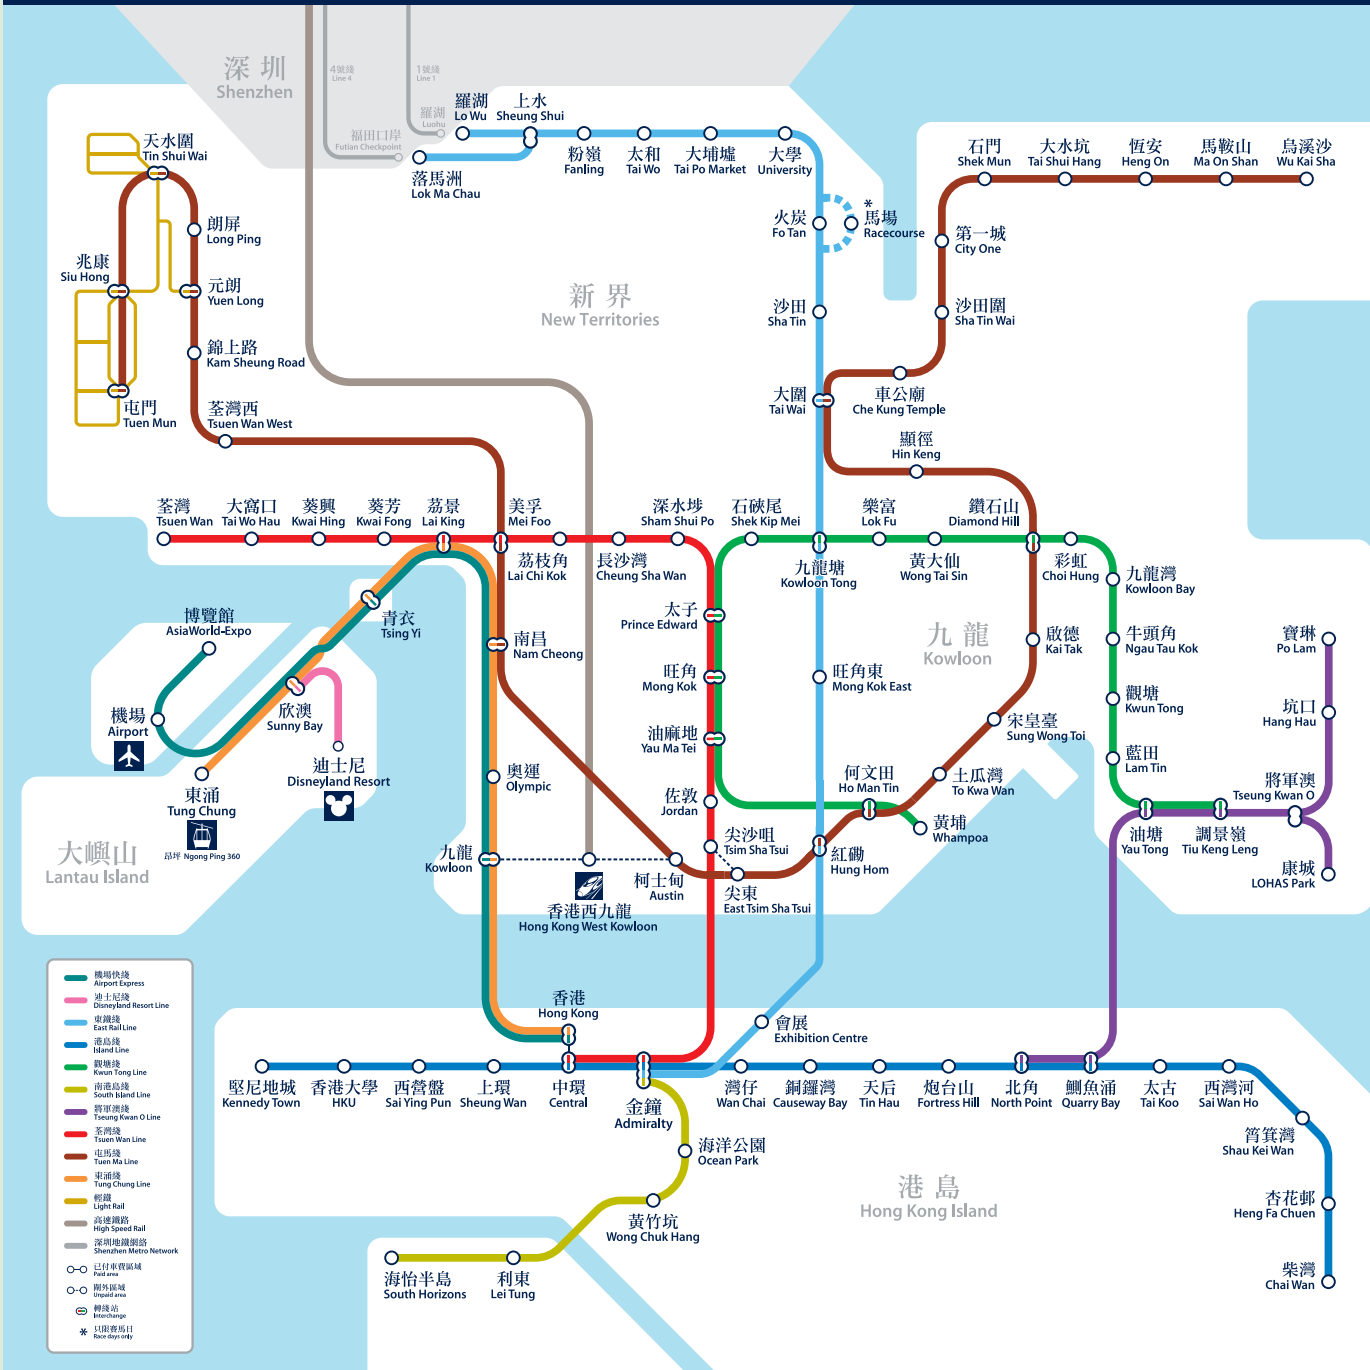 深圳
Shenzhen
4號綫
Line 4
1號綫
Line 1
羅湖
Luohu
福田口岸
Futian Checkpoint
羅湖
Lo Wu
上水
Sheung Shui
落馬洲
Lok Ma Chau
粉嶺
Fanling
太和
Tai Wo
大埔墟
Tai Po Market
大學
University
火炭
Fo Tan
*
馬場
Racecourse
沙田
Sha Tin
大圍
Tai Wai
石門
Shek Mun
大水坑
Tai Shui Hang
恆安
Heng On
馬鞍山
Ma On Shan
烏溪沙
Wu Kai Sha
第一城
City One
沙田圍
Sha Tin Wai
車公廟
Che Kung Temple
顯徑
Hin Keng
天水圍
Tin Shui Wai
朗屏
Long Ping
兆康
Siu Hong
元朗
Yuen Long
錦上路
Kam Sheung Road
屯門
Tuen Mun
荃灣西
Tsuen Wan West
新界
New Territories
荃灣
Tsuen Wan
大窩口
Tai Wo Hau
葵興
Kwai Hing
葵芳
Kwai Fong
荔景
Lai King
美孚
Mei Foo
荔枝角
Lai Chi Kok
長沙灣
Cheung Sha Wan
深水埗
Sham Shui Po
石硤尾
Shek Kip Mei
九龍塘
Kowloon Tong
樂富
Lok Fu
黃大仙
Wong Tai Sin
鑽石山
Diamond Hill
彩虹
Choi Hung
九龍灣
Kowloon Bay
牛頭角
Ngau Tau Kok
觀塘
Kwun Tong
藍田
Lam Tin
寶琳
Po Lam
坑口
Hang Hau
將軍澳
Tseung Kwan O
油塘
Yau Tong
調景嶺
Tiu Keng Leng
康城
LOHAS Park
太子
Prince Edward
旺角
Mong Kok
油麻地
Yau Ma Tei
佐敦
Jordan
尖沙咀
Tsim Sha Tsui
尖東
East Tsim Sha Tsui
旺角東
Mong Kok East
九龍
Kowloon
啟德
Kai Tak
宋皇臺
Sung Wong Toi
土瓜灣
To Kwa Wan
何文田
Ho Man Tin
黃埔
Whampoa
紅磡
Hung Hom
博覽館
AsiaWorld-Expo
機場
Airport
青衣
Tsing Yi
欣澳
Sunny Bay
迪士尼
Disneyland Resort
東涌
Tung Chung
昂坪 Ngong Ping 360
大嶼山
Lantau Island
南昌
Nam Cheong
奧運
Olympic
九龍
Kowloon
香港西九龍
Hong Kong West Kowloon
柯士甸
Austin
香港
Hong Kong
會展
Exhibition Centre
堅尼地城
Kennedy Town
香港大學
HKU
西營盤
Sai Ying Pun
上環
Sheung Wan
中環
Central
金鐘
Admiralty
灣仔
Wan Chai
銅鑼灣
Causeway Bay
天后
Tin Hau
炮台山
Fortress Hill
北角
North Point
鰂魚涌
Quarry Bay
太古
Tai Koo
西灣河
Sai Wan Ho
筲箕灣
Shau Kei Wan
杏花邨
Heng Fa Chuen
柴灣
Chai Wan
海洋公園
Ocean Park
黃竹坑
Wong Chuk Hang
利東
Lei Tung
海怡半島
South Horizons
港島
Hong Kong Island
機場快綫
Airport Express
迪士尼綫
Disneyland Resort Line
東鐵綫
East Rail Line
港島綫
Island Line
觀塘綫
Kwun Tong Line
南港島綫
South Island Line
將軍澳綫
Tseung Kwan O Line
荃灣綫
Tsuen Wan Line
屯馬綫
Tuen Ma Line
東涌綫
Tung Chung Line
輕鐵
Light Rail
高速鐵路
High Speed Rail
深圳地鐵網絡
Shenzhen Metro Network
已付車費區域
Paid area
閘外區域
Unpaid area
轉綫站
Interchange
* 只限賽馬日
Race days only